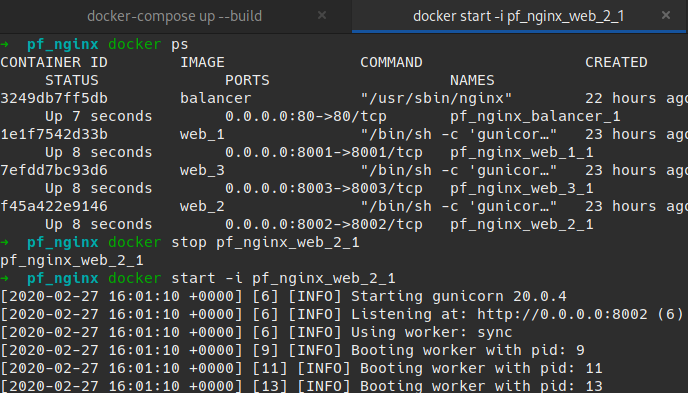 docker-compose up --build × docker start -i pf_nginx_web_2_1 ×
→ pf_nginx docker ps
CONTAINER ID IMAGE COMMAND CREATED
STATUS PORTS NAMES
3249db7ff5db balancer "/usr/sbin/nginx" 22 hours ago
Up 7 seconds 0.0.0.0:80->80/tcp pf_nginx_balancer_1
1e1f7542d33b web_1 "/bin/sh -c 'gunicor…" 23 hours ago
Up 8 seconds 0.0.0.0:8001->8001/tcp pf_nginx_web_1_1
7efdd7bc93d6 web_3 "/bin/sh -c 'gunicor…" 23 hours ago
Up 8 seconds 0.0.0.0:8003->8003/tcp pf_nginx_web_3_1
f45a422e9146 web_2 "/bin/sh -c 'gunicor…" 23 hours ago
Up 8 seconds 0.0.0.0:8002->8002/tcp pf_nginx_web_2_1
→ pf_nginx docker stop pf_nginx_web_2_1
pf_nginx_web_2_1
→ pf_nginx docker start -i pf_nginx_web_2_1
[2020-02-27 16:01:10 +0000] [6] [INFO] Starting gunicorn 20.0.4
[2020-02-27 16:01:10 +0000] [6] [INFO] Listening at: http://0.0.0.0:8002 (6)
[2020-02-27 16:01:10 +0000] [6] [INFO] Using worker: sync
[2020-02-27 16:01:10 +0000] [9] [INFO] Booting worker with pid: 9
[2020-02-27 16:01:10 +0000] [11] [INFO] Booting worker with pid: 11
[2020-02-27 16:01:10 +0000] [13] [INFO] Booting worker with pid: 13